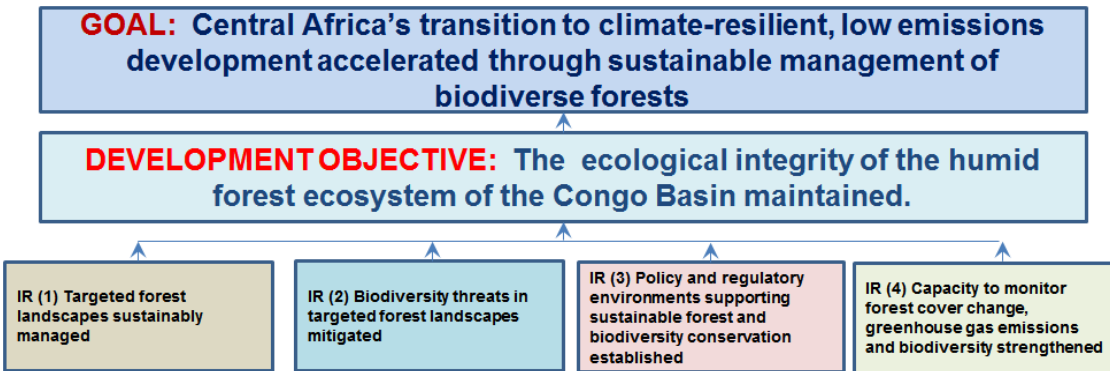 GOAL: Central Africa’s transition to climate-resilient, low emissions
development accelerated through sustainable management of
biodiverse forests
DEVELOPMENT OBJECTIVE: The ecological integrity of the humid
forest ecosystem of the Congo Basin maintained.
IR (1) Targeted forest
landscapes sustainably
managed
IR (2) Biodiversity threats in
targeted forest landscapes
mitigated
IR (3) Policy and regulatory
environments supporting
sustainable forest and
biodiversity conservation
established
IR (4) Capacity to monitor
forest cover change,
greenhouse gas emissions
and biodiversity strengthened